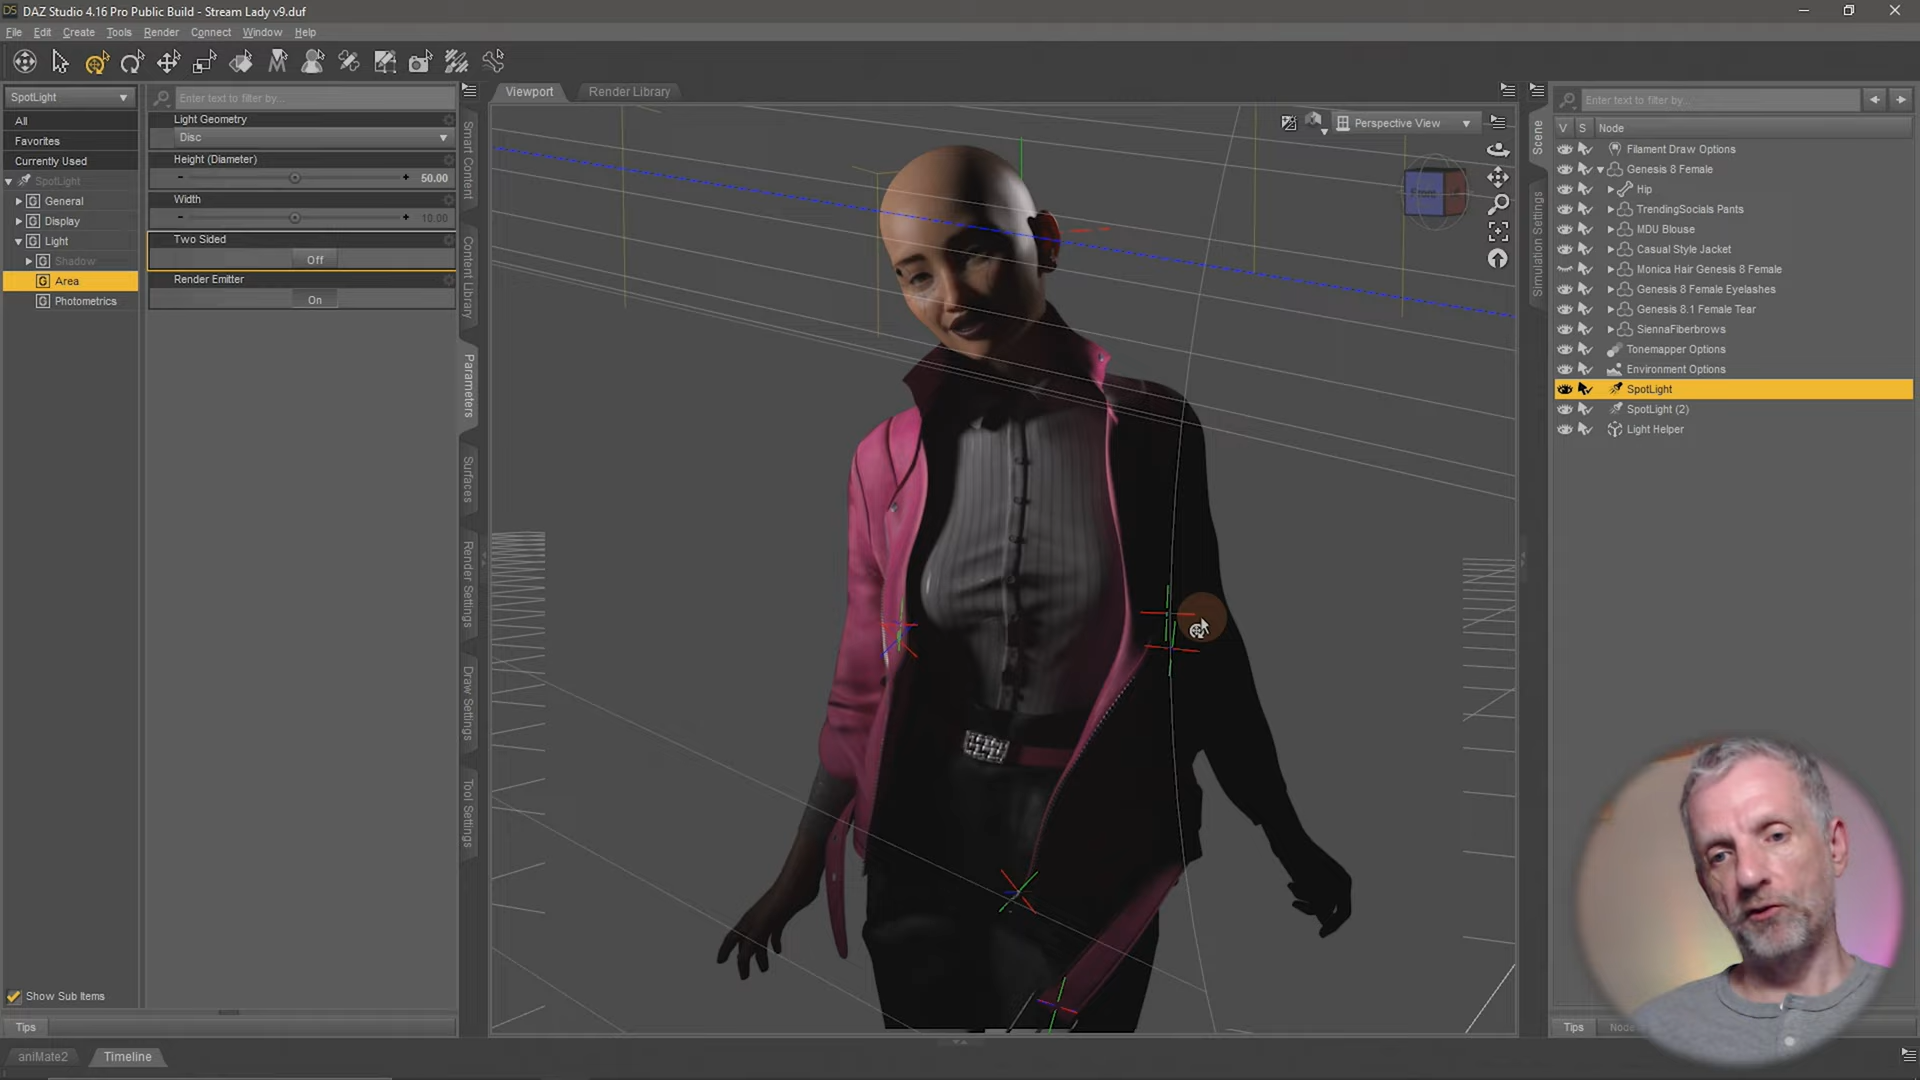 DAZ Studio 4.16 Pro Public Build - Stream Lady v9.duf
File Edit Create Tools Render Connect Window Help
SpotLight
All
Favorites
Currently Used
SpotLight
General
Display
Light
Shadow
Area
Photometrics
Show Sub Items
Tips
Enter text to filter by...
Light Geometry
Disc
Height (Diameter)
50.00
Width
10.00
Two Sided
Off
Render Emitter
On
Smart Content
Content Library
Parameters
Surfaces
Render Settings
Draw Settings
Tool Settings
Viewport Render Library
Perspective View
Scene
Simulation Settings
Enter text to filter by...
V S Node
Filament Draw Options
Genesis 8 Female
Hip
TrendingSocials Pants
MDU Blouse
Casual Style Jacket
Monica Hair Genesis 8 Female
Genesis 8 Female Eyelashes
Genesis 8.1 Female Tear
SiennaFiberbrows
Tonemapper Options
Environment Options
SpotLight
SpotLight (2)
Light Helper
Tips
aniMate2 Timeline